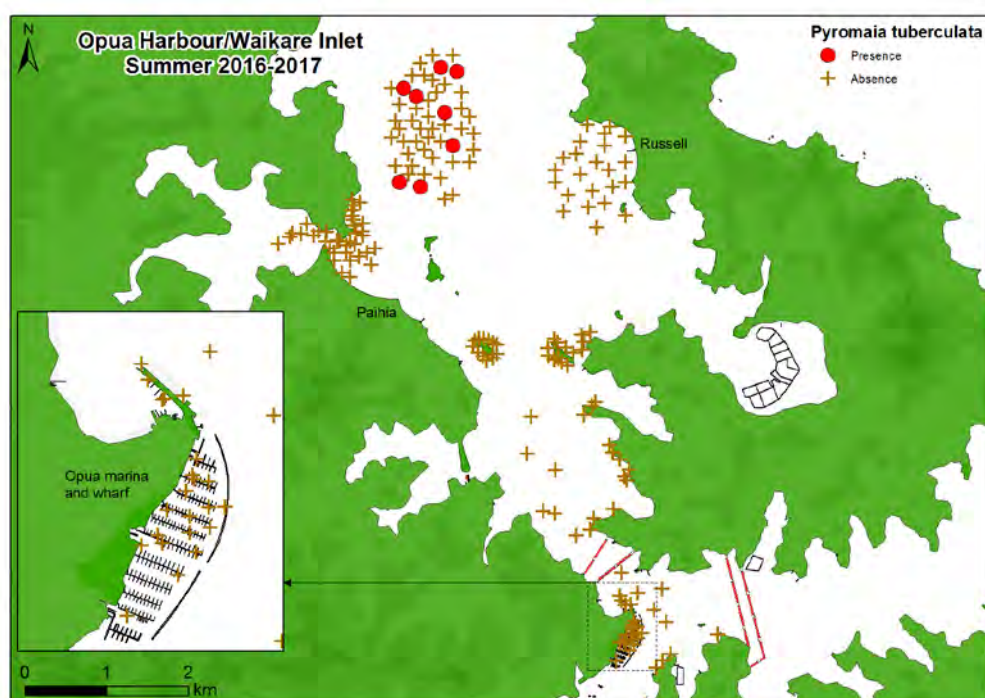 Opua Harbour/Waikare Inlet
Summer 2016-2017
N
Pyromaia tuberculata
Presence
Absence
Russell
Paihia
Opua marina
and wharf
0 1 2
km